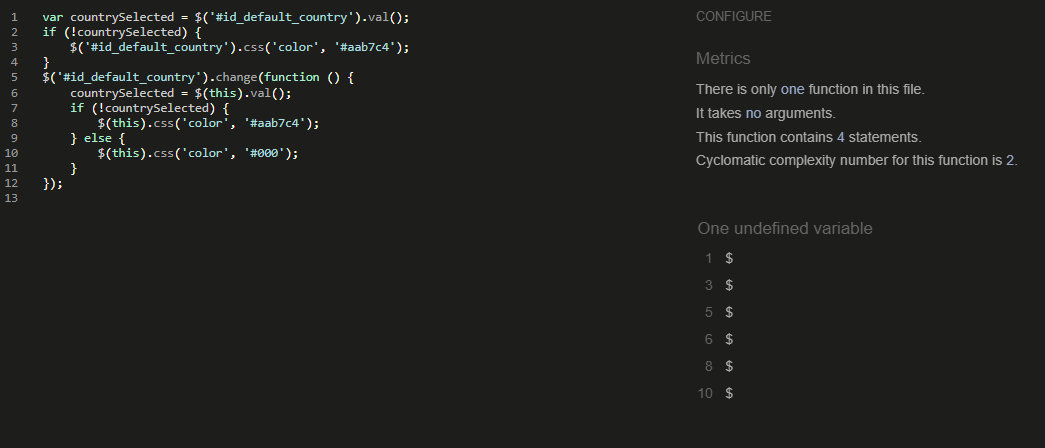 1 var countrySelected = $('#id_default_country').val();
2 if (!countrySelected) {
3     $('#id_default_country').css('color', '#aab7c4');
4 }
5 $('#id_default_country').change(function () {
6     countrySelected = $(this).val();
7     if (!countrySelected) {
8         $(this).css('color', '#aab7c4');
9     } else {
10         $(this).css('color', '#000');
11     }
12 });
13
CONFIGURE
Metrics
There is only one function in this file.
It takes no arguments.
This function contains 4 statements.
Cyclomatic complexity number for this function is 2.
One undefined variable
1 $
3 $
5 $
6 $
8 $
10 $